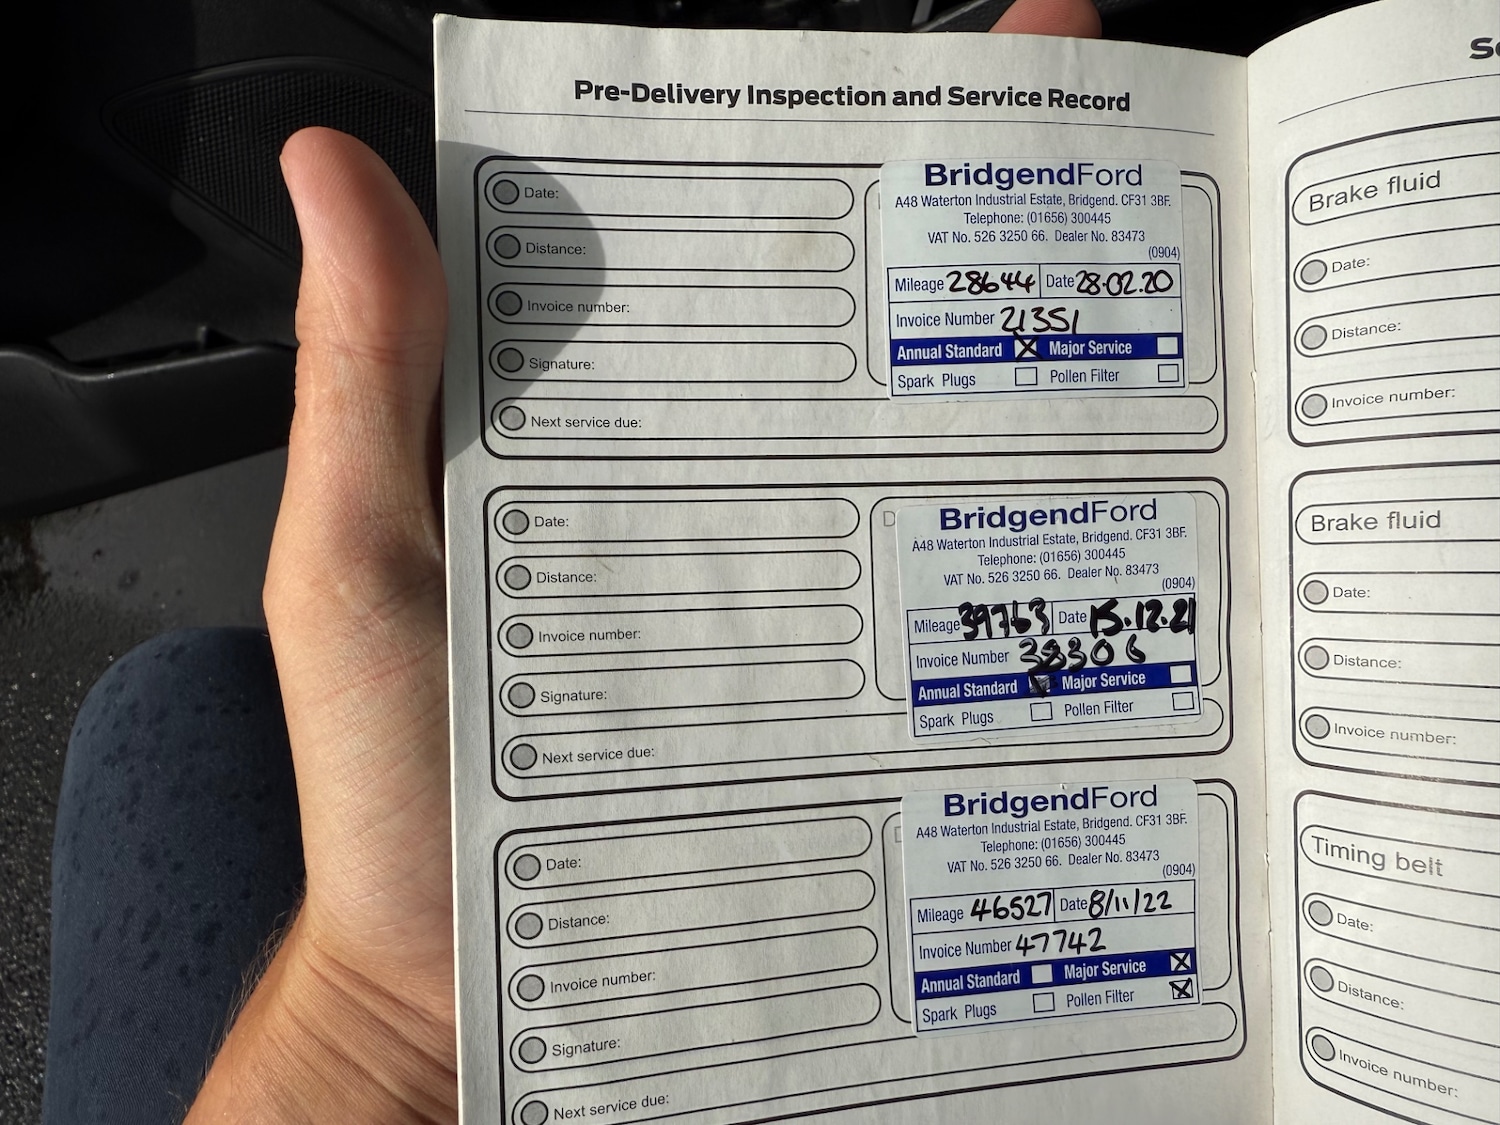 Pre-Delivery Inspection and Service Record
Date:
Distance:
Invoice number:
Signature:
Next service due:
BridgendFord
A48 Waterton Industrial Estate, Bridgend. CF31 3BF.
Telephone: (01656) 300445
VAT No. 526 3250 66. Dealer No. 83473
(0904)
Mileage 28644 Date 28.02.20
Invoice Number 21351
Annual Standard Major Service
Spark Plugs Pollen Filter
Date:
Distance:
Invoice number:
Signature:
Next service due:
BridgendFord
A48 Waterton Industrial Estate, Bridgend. CF31 3BF.
Telephone: (01656) 300445
VAT No. 526 3250 66. Dealer No. 83473
(0904)
Mileage 39763 Date 15.12.21
Invoice Number 38306
Annual Standard Major Service
Spark Plugs Pollen Filter
Date:
Distance:
Invoice number:
Signature:
Next service due:
BridgendFord
A48 Waterton Industrial Estate, Bridgend. CF31 3BF.
Telephone: (01656) 300445
VAT No. 526 3250 66. Dealer No. 83473
(0904)
Mileage 46527 Date 8/11/22
Invoice Number 47742
Annual Standard Major Service
Spark Plugs Pollen Filter
Brake fluid
Date:
Distance:
Invoice number:
Brake fluid
Date:
Distance:
Invoice number:
Timing belt
Date:
Distance:
Invoice number: